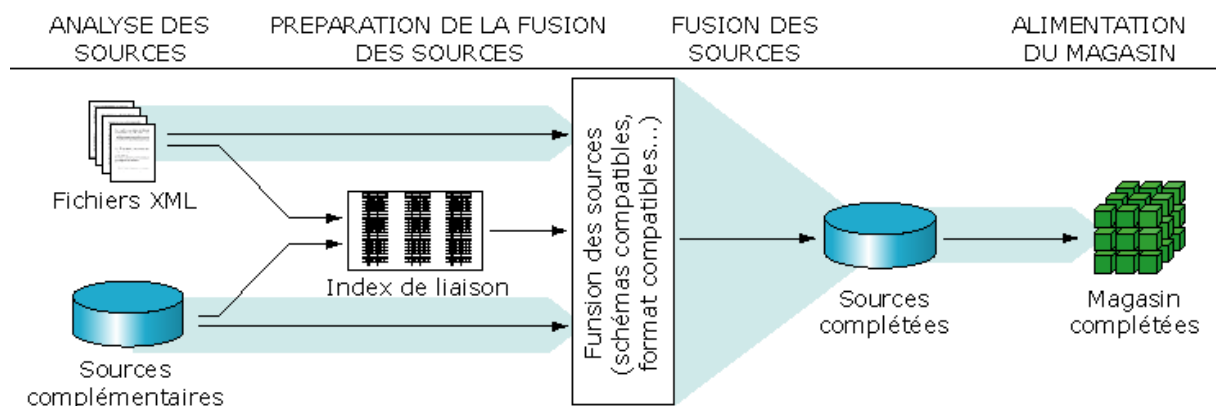 ANALYSE DES
SOURCES
PREPARATION DE LA FUSION
DES SOURCES
FUSION DES
SOURCES
ALIMENTATION
DU MAGASIN
Fichiers XML
Index de liaison
Sources
complémentaires
Funsion des sources
(schémas compatibles,
format compatibles...)
Sources
complétées
Magasin
complétées